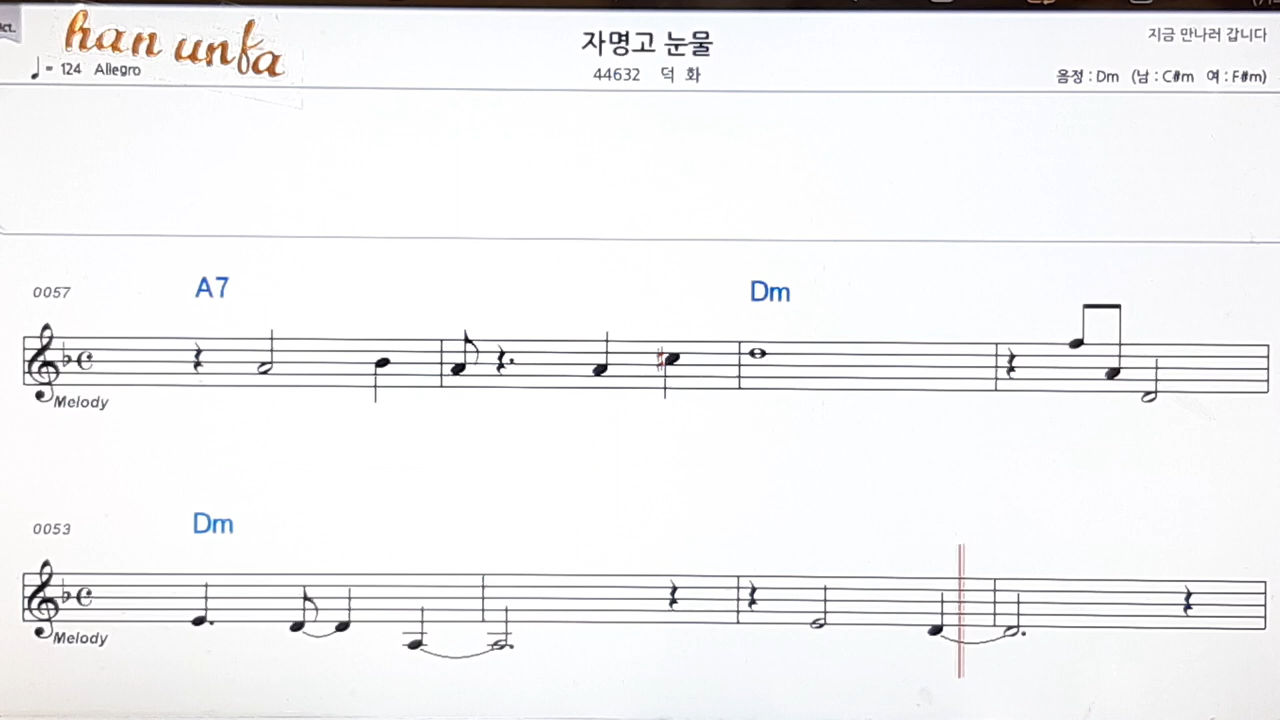 han unfa
자명고 눈물
지금 만나러 갑니다
♩= 124 Allegro
44632 덕 화
음정 : Dm (남 : C#m 여 : F#m)
0057
A7
Dm
Melody
0053
Dm
Melody